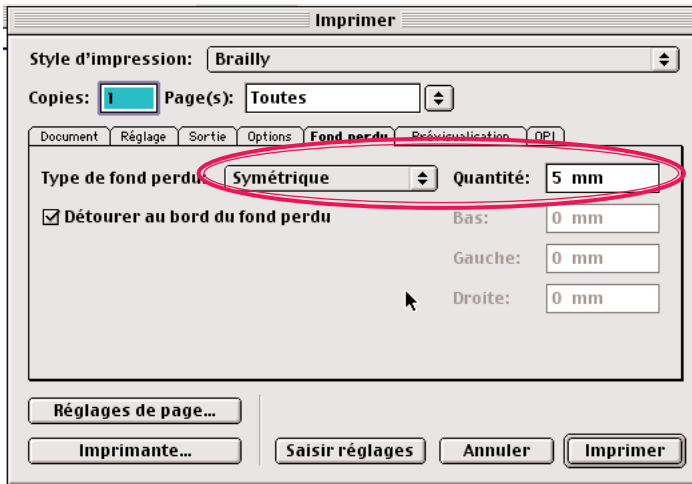 Imprimer
Style d'impression: Brailly
Copies: 1 Page(s): Toutes
Document Réglage Sortie Options Fond perdu Prévisualisation OPI
Type de fond perdu: Symétrique Quantité: 5 mm
Détourer au bord du fond perdu Bas: 0 mm
Gauche: 0 mm
Droite: 0 mm
Réglages de page...
Imprimante... Saisir réglages Annuler Imprimer